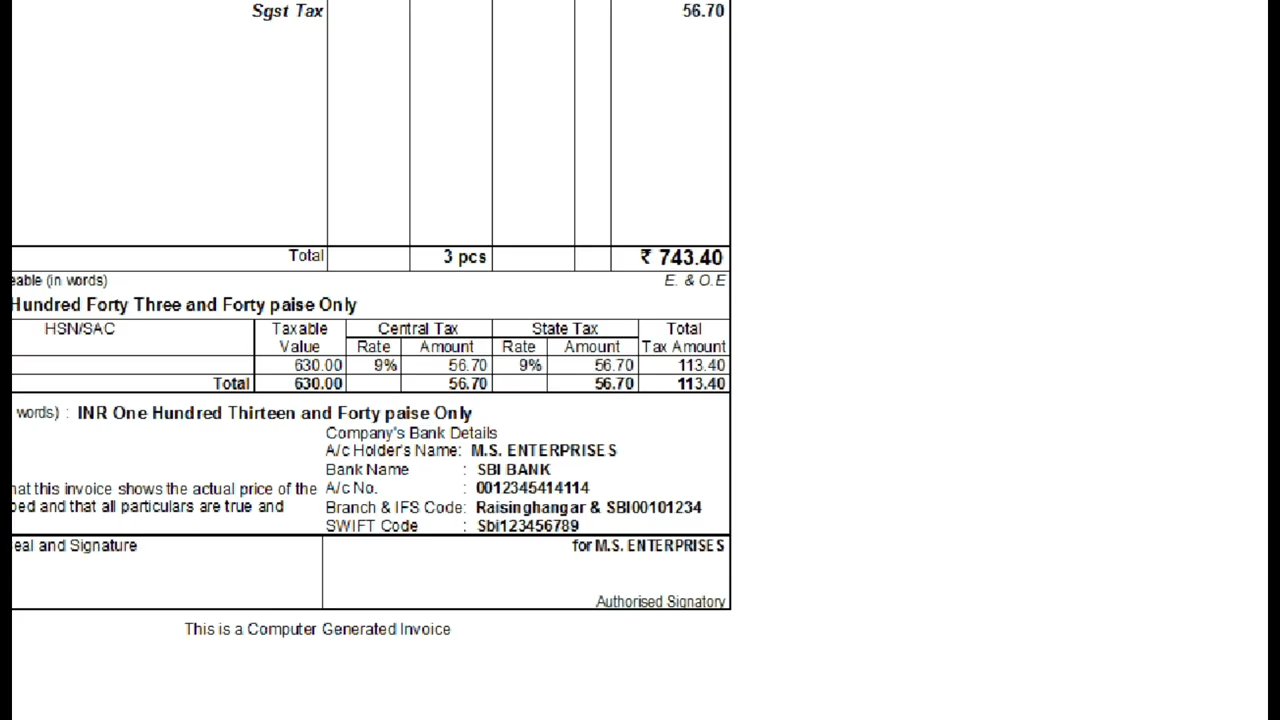 Sgst Tax 56.70
Total 3 pcs ₹ 743.40
(in words) E. & O.E
Hundred Forty Three and Forty paise Only
HSN/SAC Taxable Central Tax State Tax Total
Value Rate Amount Rate Amount Tax Amount
630.00 9% 56.70 9% 56.70 113.40
Total 630.00 56.70 56.70 113.40
words) : INR One Hundred Thirteen and Forty paise Only
Company's Bank Details
A/c Holder's Name: M.S. ENTERPRISES
Bank Name : SBI BANK
that this invoice shows the actual price of the A/c No. : 0012345414114
and that all particulars are true and Branch & IFS Code: Raisinghangar & SBI00101234
SWIFT Code : Sbi123456789
and Signature for M.S. ENTERPRISES
Authorised Signatory
This is a Computer Generated Invoice